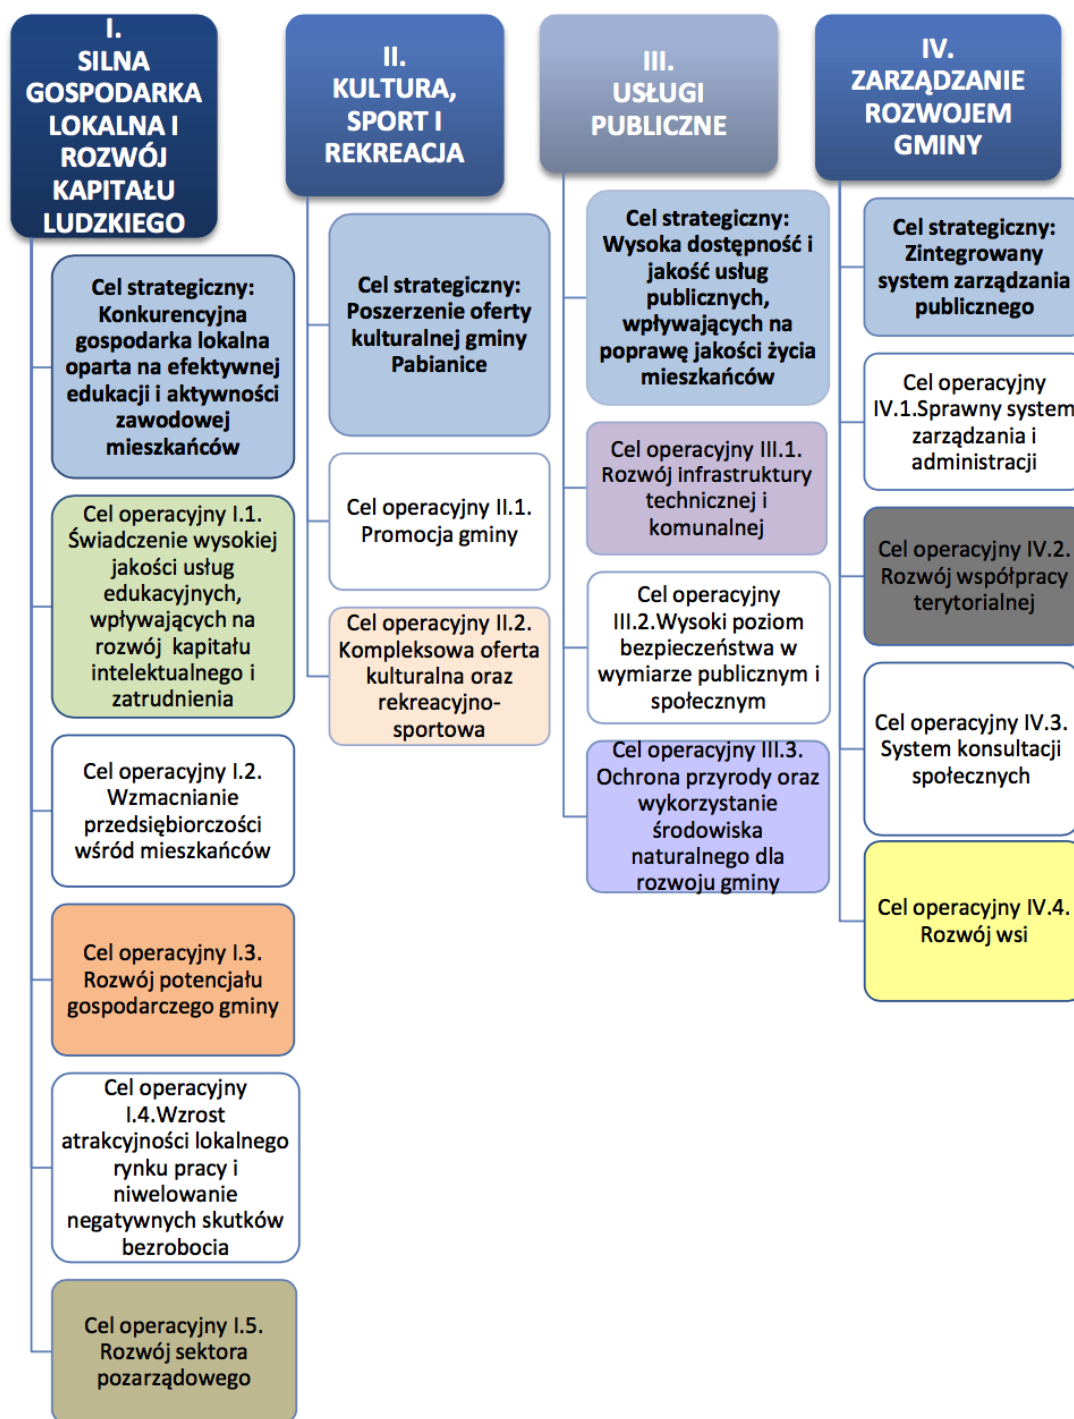 I.
SILNA
GOSPODARKA
LOKALNA I
ROZWÓJ
KAPITAŁU
LUDZKIEGO
Cel strategiczny:
Konkurencyjna
gospodarka lokalna
oparta na efektywnej
edukacji i aktywności
zawodowej
mieszkańców
Cel operacyjny I.1.
Świadczenie wysokiej
jakości usług
edukacyjnych,
wpływających na
rozwój kapitału
intelektualnego i
zatrudnienia
Cel operacyjny I.2.
Wzmacnianie
przedsiębiorczości
wśród mieszkańców
Cel operacyjny I.3.
Rozwój potencjału
gospodarczego gminy
Cel operacyjny
I.4.Wzrost
atrakcyjności lokalnego
rynku pracy i
niwelowanie
negatywnych skutków
bezrobocia
Cel operacyjny I.5.
Rozwój sektora
pozarządowego
II.
KULTURA,
SPORT I
REKREACJA
Cel strategiczny:
Poszerzenie oferty
kulturalnej gminy
Pabianice
Cel operacyjny II.1.
Promocja gminy
Cel operacyjny II.2.
Kompleksowa oferta
kulturalna oraz
rekreacyjno-
sportowa
III.
USŁUGI
PUBLICZNE
Cel strategiczny:
Wysoka dostępność i
jakość usług
publicznych,
wpływających na
poprawę jakości życia
mieszkańców
Cel operacyjny III.1.
Rozwój infrastruktury
technicznej i
komunalnej
Cel operacyjny
III.2.Wysoki poziom
bezpieczeństwa w
wymiarze publicznym i
społecznym
Cel operacyjny III.3.
Ochrona przyrody oraz
wykorzystanie
środowiska
naturalnego dla
rozwoju gminy
IV.
ZARZĄDZANIE
ROZWOJEM
GMINY
Cel strategiczny:
Zintegrowany
system zarządzania
publicznego
Cel operacyjny
IV.1.Sprawny system
zarządzania i
administracji
Cel operacyjny IV.2.
Rozwój współpracy
terytorialnej
Cel operacyjny IV.3.
System konsultacji
społecznych
Cel operacyjny IV.4.
Rozwój wsi